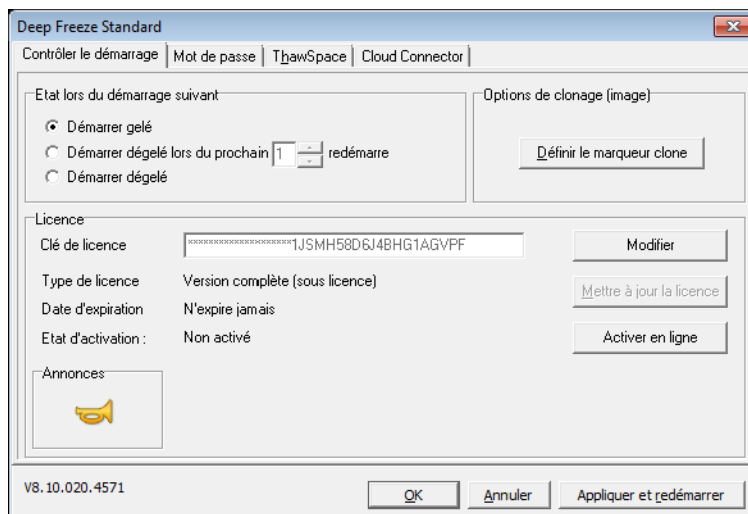 Deep Freeze Standard
Contrôler le démarrage
Mot de passe
ThawSpace
Cloud Connector
Etat lors du démarrage suivant
Démarrer gelé
Démarrer dégelé lors du prochain 1 redémarre
Démarrer dégelé
Options de clonage (image)
Définir le marqueur clone
Licence
Clé de licence ********************1JSMH58D6J4BHG1AGVPF
Modifier
Type de licence Version complète (sous licence)
Mettre à jour la licence
Date d'expiration N'expire jamais
Etat d'activation : Non activé
Activer en ligne
Annonces
V8.10.020.4571
OK
Annuler
Appliquer et redémarrer